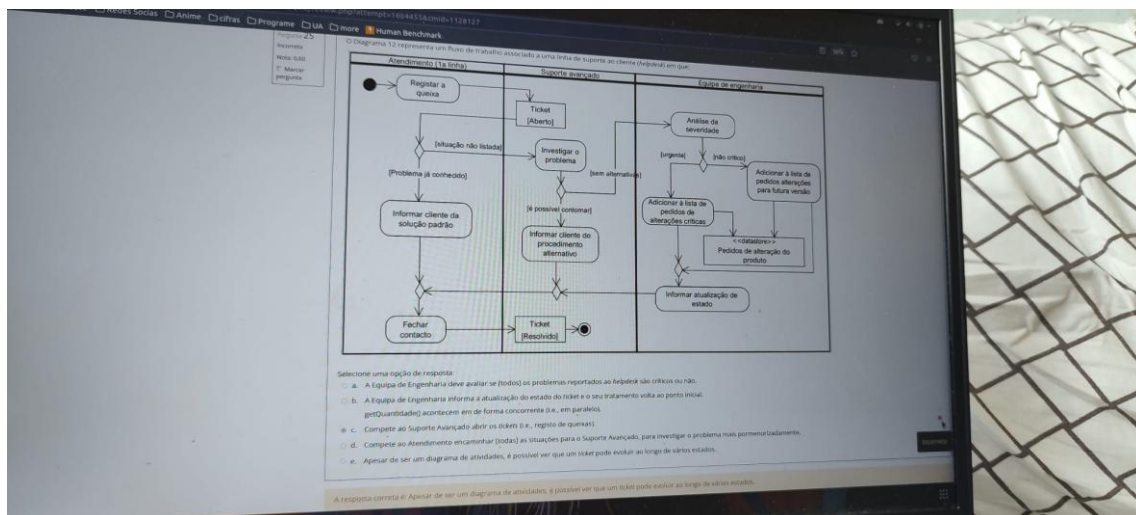 .php?attempt=1604433&cmid=1128127
Redes Socias Anime cifras Programe UA more Human Benchmark
Pergunta 25
Incorreta
Nota: 0,00
Marcar
pergunta
O Diagrama 12 representa um fluxo de trabalho associado a uma linha de suporte ao cliente (helpdesk) em que:
Atendimento (1a linha)
Suporte avançado
Equipa de engenharia
Registar a
queixa
Ticket
[Aberto]
Análise da
severidade
[situação não listada]
Investigar o
problema
[sem alternativa]
[urgente]
[não crítico]
Adicionar à lista de
pedidos alterações
para futura versão
[Problema já conhecido]
Adicionar à lista de
pedidos de
alterações críticas
[é possível contornar]
Informar cliente da
solução padrão
Informar cliente do
procedimento
alternativo
<<datastore>>
Pedidos de alteração do
produto
Informar atualização de
estado
Fechar
contacto
Ticket
[Resolvido]
Selecione uma opção de resposta:
a. A Equipa de Engenharia deve avaliar se (todos) os problemas reportados ao helpdesk são críticos ou não.
b. A Equipa de Engenharia informa a atualização do estado do ticket e o seu tratamento volta ao ponto inicial.
getQuantidade() acontecem em de forma concorrente (i.e., em paralelo).
c. Compete ao Suporte Avançado abrir os tickets (i.e., registo de queixas).
d. Compete ao Atendimento encaminhar (todas) as situações para o Suporte Avançado, para investigar o problema mais pormenorizadamente.
e. Apesar de ser um diagrama de atividades, é possível ver que um ticket pode evoluir ao longo de vários estados.
A resposta correta é: Apesar de ser um diagrama de atividades, é possível ver que um ticket pode evoluir ao longo de vários estados.